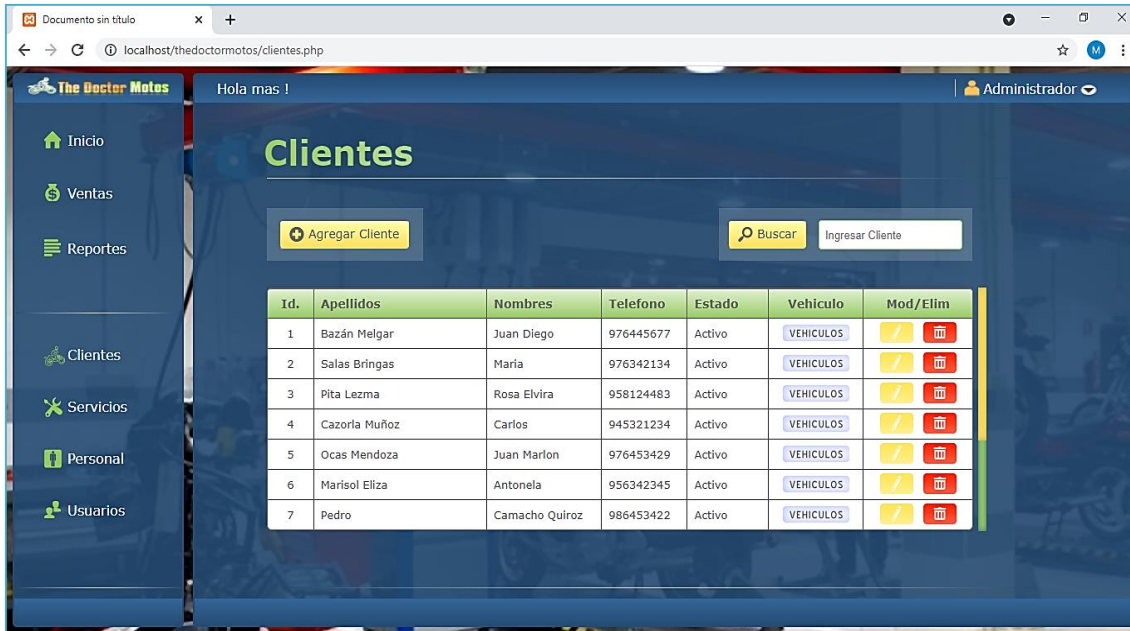 Documento sin título
localhost/thedoctormotos/clientes.php
M
The Doctor Motos
Hola mas !
Administrador
Inicio
Ventas
Reportes
Clientes
Servicios
Personal
Usuarios
Clientes
Agregar Cliente
Buscar
Ingresar Cliente
Id. Apellidos Nombres Telefono Estado Vehiculo Mod/Elim
1 Bazán Melgar Juan Diego 976445677 Activo VEHICULOS
2 Salas Bringas Maria 976342134 Activo VEHICULOS
3 Pita Lezma Rosa Elvira 958124483 Activo VEHICULOS
4 Cazorla Muñoz Carlos 945321234 Activo VEHICULOS
5 Ocas Mendoza Juan Marlon 976453429 Activo VEHICULOS
6 Marisol Eliza Antonela 956342345 Activo VEHICULOS
7 Pedro Camacho Quiroz 986453422 Activo VEHICULOS